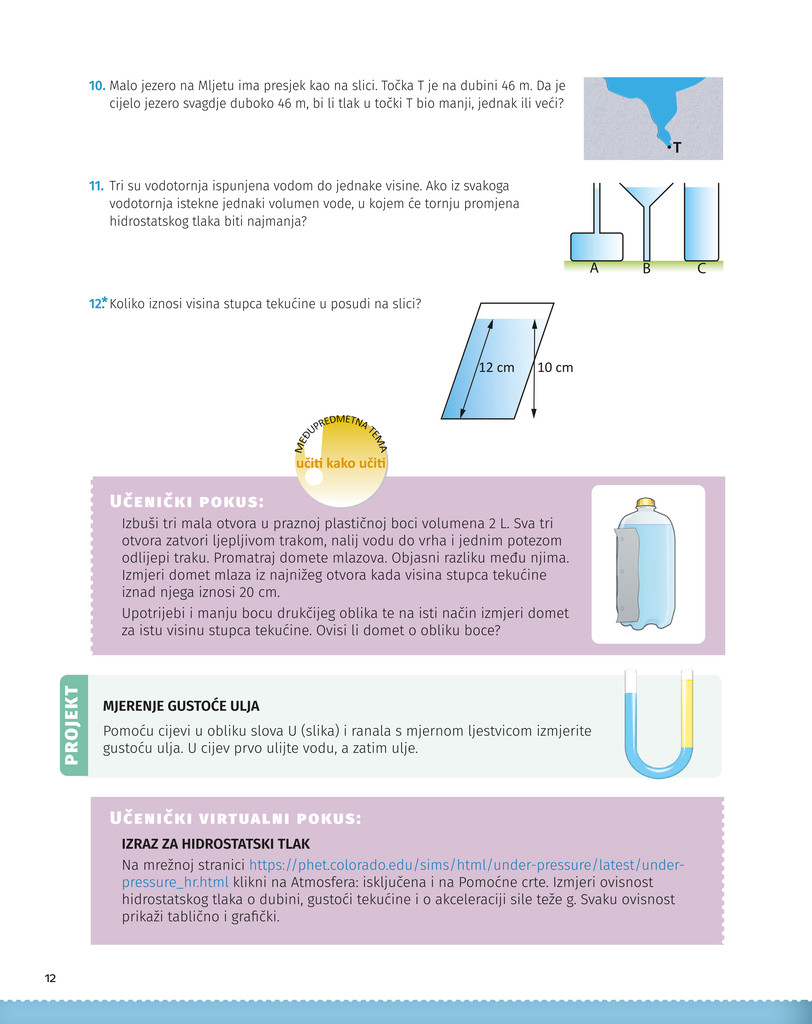 10. Malo jezero na Mljetu ima presjek kao na slici. Točka T je na dubini 46 m. Da je
cijelo jezero svagdje duboko 46 m, bi li tlak u točki T bio manji, jednak ili veći?
T
11. Tri su vodotornja ispunjena vodom do jednake visine. Ako iz svakoga
vodotornja istekne jednaki volumen vode, u kojem će tornju promjena
hidrostatskog tlaka biti najmanja?
A B C
12.* Koliko iznosi visina stupca tekućine u posudi na slici?
12 cm 10 cm
MEĐUPREDMETNA TEMA
učiti kako učiti
UČENIČKI POKUS:
Izbuši tri mala otvora u praznoj plastičnoj boci volumena 2 L. Sva tri
otvora zatvori ljepljivom trakom, nalij vodu do vrha i jednim potezom
odlijepi traku. Promatraj domete mlazova. Objasni razliku među njima.
Izmjeri domet mlaza iz najnižeg otvora kada visina stupca tekućine
iznad njega iznosi 20 cm.
Upotrijebi i manju bocu drukčijeg oblika te na isti način izmjeri domet
za istu visinu stupca tekućine. Ovisi li domet o obliku boce?
PROJEKT
MJERENJE GUSTOĆE ULJA
Pomoću cijevi u obliku slova U (slika) i ranala s mjernom ljestvicom izmjerite
gustoću ulja. U cijev prvo ulijte vodu, a zatim ulje.
UČENIČKI VIRTUALNI POKUS:
IZRAZ ZA HIDROSTATSKI TLAK
Na mrežnoj stranici https://phet.colorado.edu/sims/html/under-pressure/latest/under-
pressure_hr.html klikni na Atmosfera: isključena i na Pomoćne crte. Izmjeri ovisnost
hidrostatskog tlaka o dubini, gustoći tekućine i o akceleraciji sile teže g. Svaku ovisnost
prikaži tablično i grafički.
12